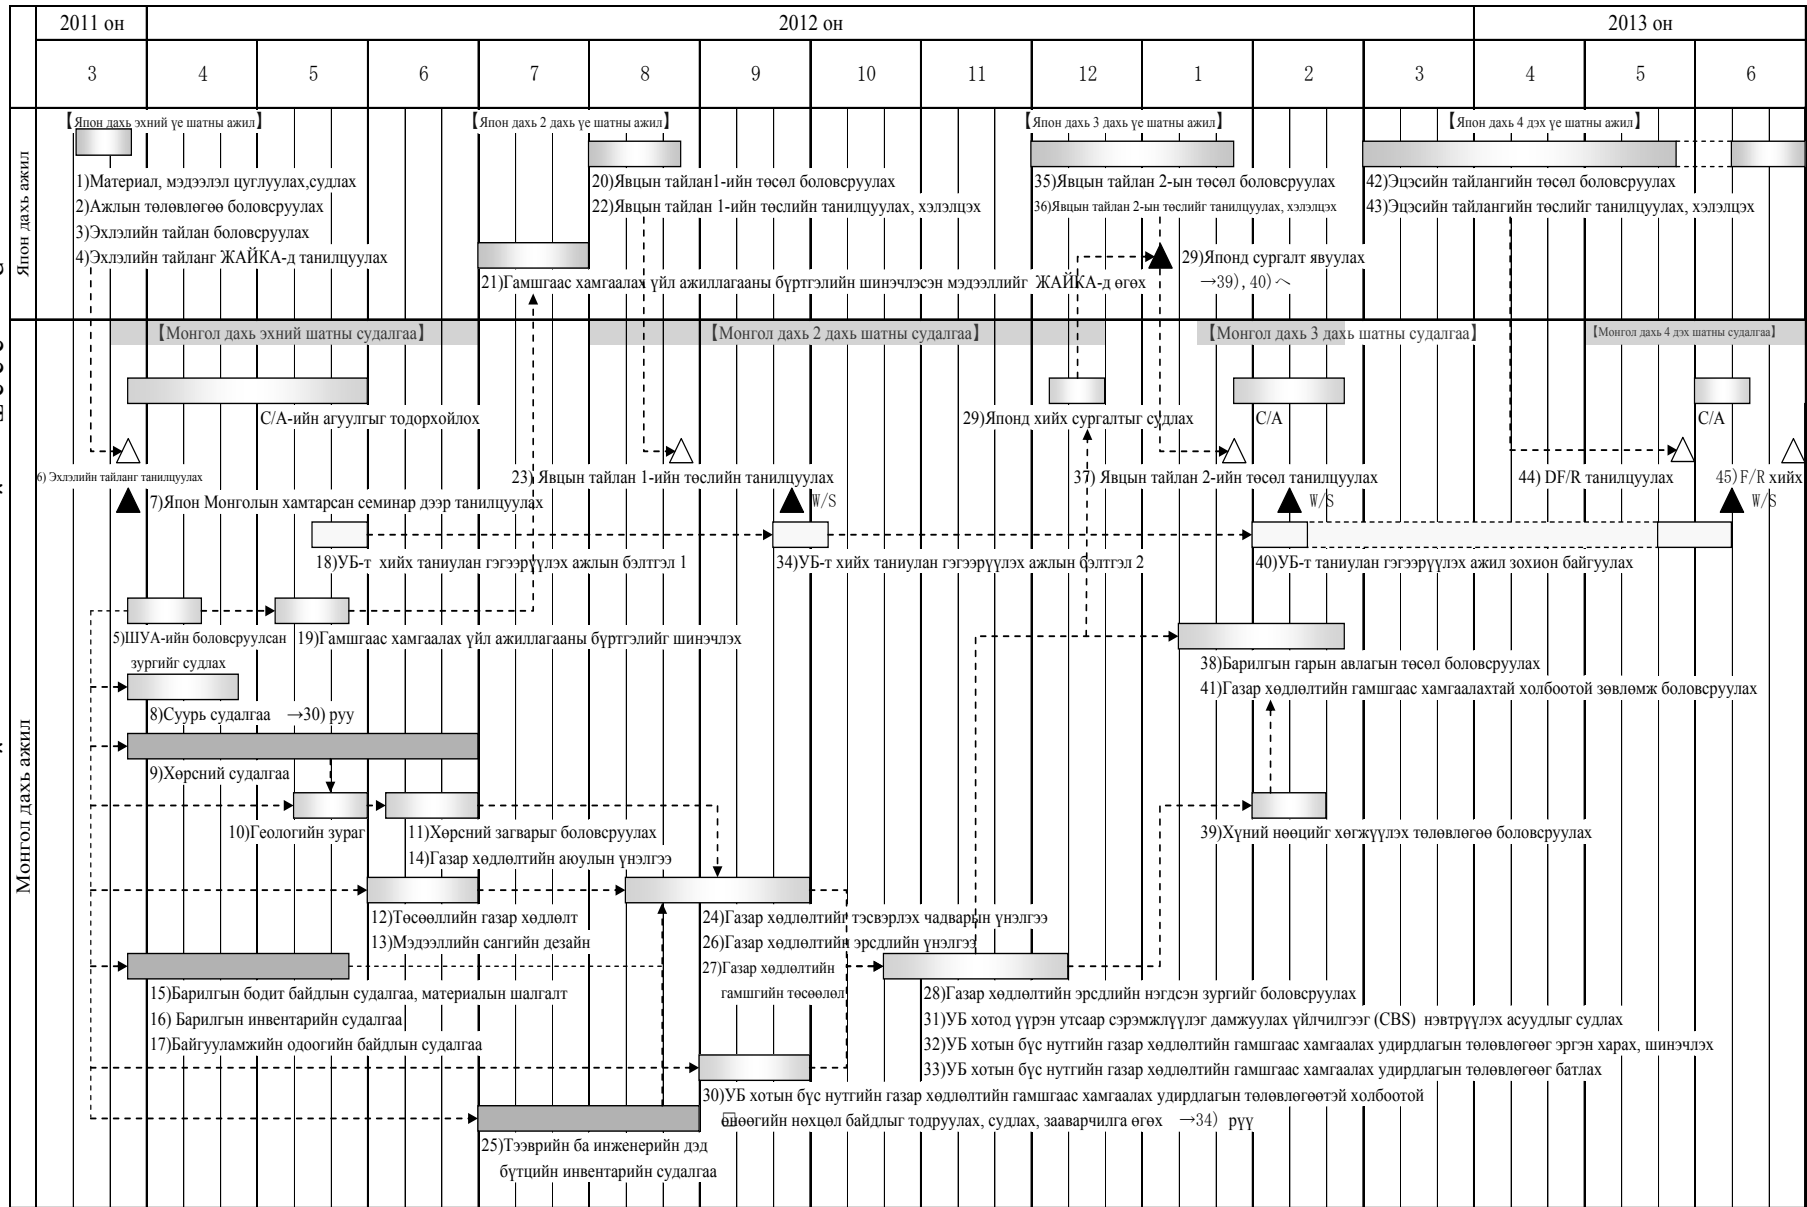 2011 он 2012 он 2013 он
3 4 5 6 7 8 9 10 11 12 1 2 3 4 5 6
Япон дахь ажил
【Япон дахь эхний үе шатны ажил】
【Япон дахь 2 дахь үе шатны ажил】
【Япон дахь 3 дахь үе шатны ажил】
【Япон дахь 4 дэх үе шатны ажил】
1)Материал, мэдээлэл цуглуулах,судлах
2)Ажлын төлөвлөгөө боловсруулах
3)Эхлэлийн тайлан боловсруулах
4)Эхлэлийн тайланг ЖАЙКА-д танилцуулах
20)Явцын тайлан1-ийн төсөл боловсруулах
22)Явцын тайлан 1-ийн төслийн танилцуулах, хэлэлцэх
21)Гамшгаас хамгаалах үйл ажиллагааны бүртгэлийн шинэчлэсэн мэдээллийг ЖАЙКА-д өгөх
35)Явцын тайлан 2-ын төсөл боловсруулах
36)Явцын тайлан 2-ын төслийг танилцуулах, хэлэлцэх
29)Японд сургалт явуулах
→39), 40)へ
42)Эцэсийн тайлангийн төсөл боловсруулах
43)Эцэсийн тайлангийн төслийг танилцуулах, хэлэлцэх
Монгол дахь ажил
【Монгол дахь эхний шатны судалгаа】
【Монгол дахь 2 дахь шатны судалгаа】
【Монгол дахь 3 дахь шатны судалгаа】
【Монгол дахь 4 дэх шатны судалгаа】
С/А-ийн агуулгыг тодорхойлох
29)Японд хийх сургалтыг судлах
С/А
С/А
6) Эхлэлийн тайланг танилцуулах
23) Явцын тайлан 1-ийн төслийн танилцуулах
37) Явцын тайлан 2-ийн төсөл танилцуулах
44) DF/R танилцуулах
45)F/R хийх
7)Япон Монголын хамтарсан семинар дээр танилцуулах
W/S
W/S
W/S
18)УБ-т хийх таниулан гэгээрүүлэх ажлын бэлтгэл 1
34)УБ-т хийх таниулан гэгээрүүлэх ажлын бэлтгэл 2
40)УБ-т таниулан гэгээрүүлэх ажил зохион байгуулах
5)ШУА-ийн боловсруулсан
зургийг судлах
19)Гамшгаас хамгаалах үйл ажиллагааны бүртгэлийг шинэчлэх
38)Барилгын гарын авлагын төсөл боловсруулах
41)Газар хөдлөлтийн гамшгаас хамгаалахтай холбоотой зөвлөмж боловсруулах
8)Суурь судалгаа →30) руу
9)Хөрсний судалгаа
10)Геологийн зураг
11)Хөрсний загварыг боловсруулах
14)Газар хөдлөлтийн аюулын үнэлгээ
39)Хүний нөөцийг хөгжүүлэх төлөвлөгөө боловсруулах
12)Төсөөллийн газар хөдлөлт
13)Мэдээллийн сангийн дезайн
24)Газар хөдлөлтийг тэсвэрлэх чадварын үнэлгээ
26)Газар хөдлөлтийн эрсдлийн үнэлгээ
27)Газар хөдлөлтийн
гамшгийн төсөөлөл
15)Барилгын бодит байдлын судалгаа, материалын шалгалт
16) Барилгын инвентарийн судалгаа
17)Байгууламжийн одоогийн байдлын судалгаа
28)Газар хөдлөлтийн эрсдлийн нэгдсэн зургийг боловсруулах
31)УБ хотод үүрэн утсаар сэрэмжлүүлэг дамжуулах үйлчилгээг (CBS) нэвтрүүлэх асуудлыг судлах
32)УБ хотын бүс нутгийн газар хөдлөлтийн гамшгаас хамгаалах удирдлагын төлөвлөгөөг эргэн харах, шинэчлэх
33)УБ хотын бүс нутгийн газар хөдлөлтийн гамшгаас хамгаалах удирдлагын төлөвлөгөөг батлах
30)УБ хотын бүс нутгийн газар хөдлөлтийн гамшгаас хамгаалах удирдлагын төлөвлөгөөтэй холбоотой
өнөөгийн нөхцөл байдлыг тодруулах, судлах, зааварчилга өгөх →34) рүү
25)Тээврийн ба инженерийн дэд
бүтцийн инвентарийн судалгаа